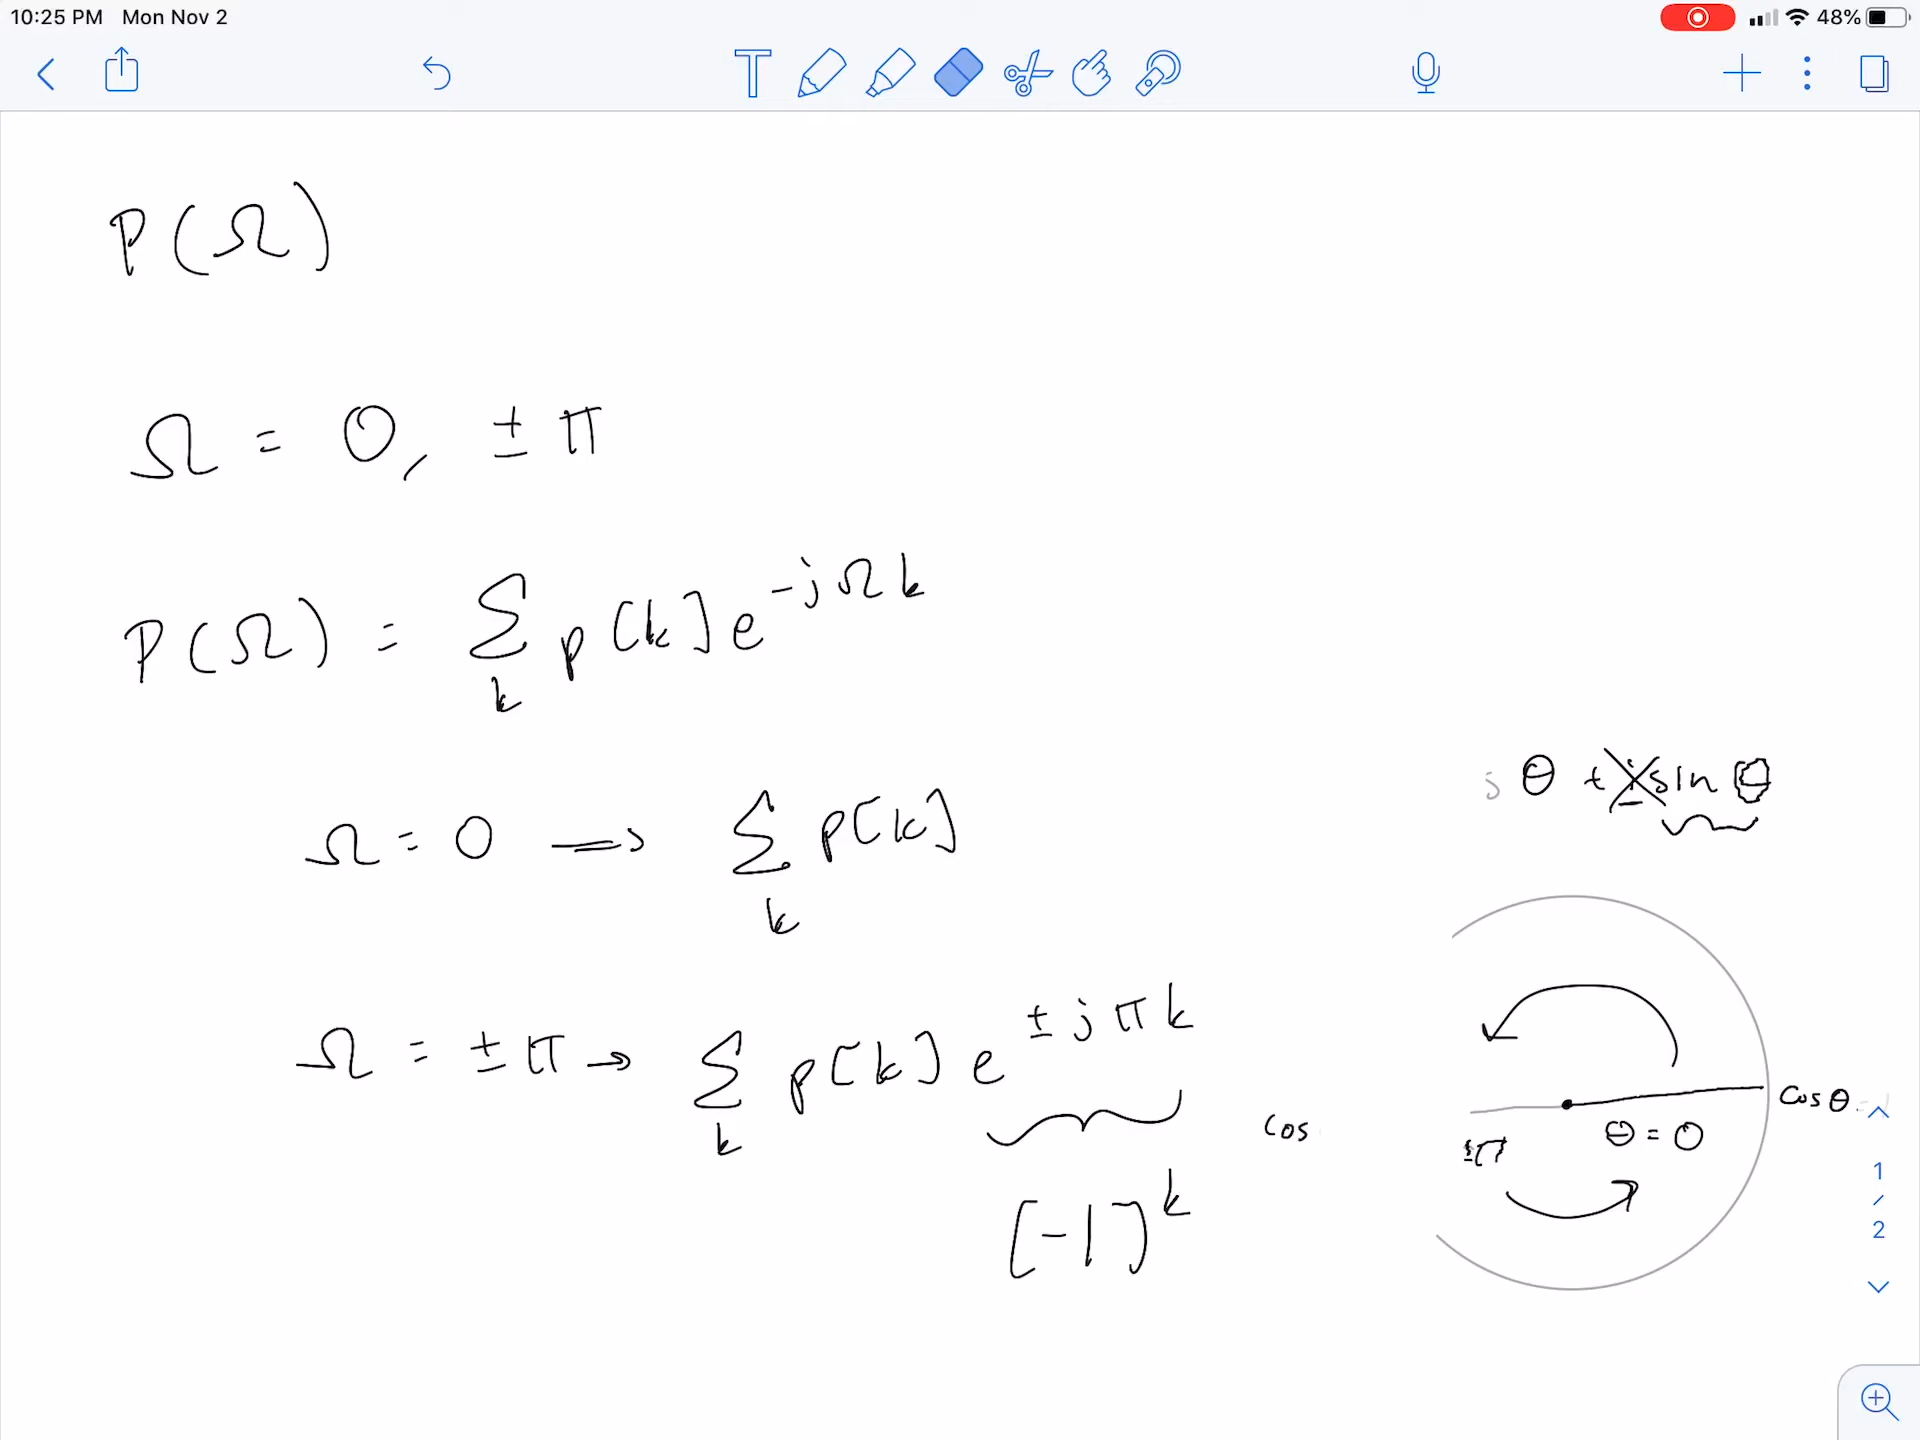 10:25 PM Mon Nov 2
48%
T
P(Ω)
Ω = 0, ± π
P(Ω) = Σ_k p[k] e^{-jΩk}
s θ + j sin θ
Ω = 0 ⟹ Σ_k p[k]
Ω = ±π → Σ_k p[k] e^{±jπk}
[-1]^k
cos
cos θ
θ = 0
±π
1
/
2